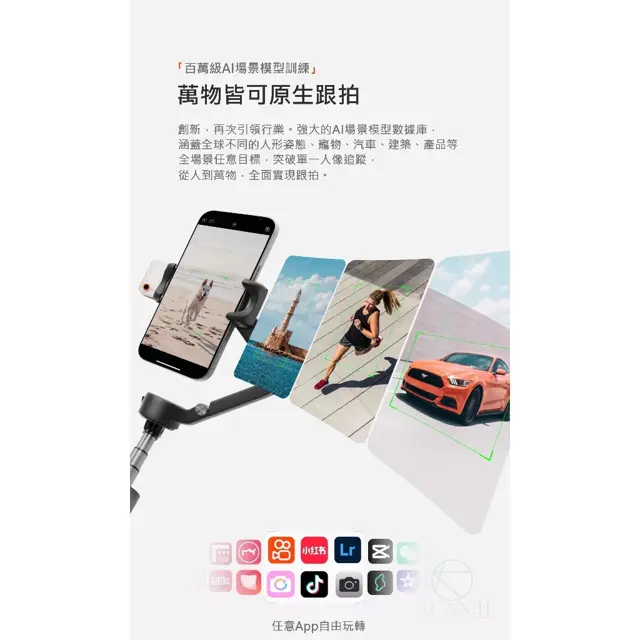 「百萬級AI場景模型訓練」
萬物皆可原生跟拍
創新，再次引領行業。強大的AI場景模型數據庫，
涵蓋全球不同的人形姿態、寵物、汽車、建築、產品等
全場景任意目標，突破單一人像追蹤，
從人到萬物，全面實現跟拍。
小红书 Lr
任意App自由玩轉